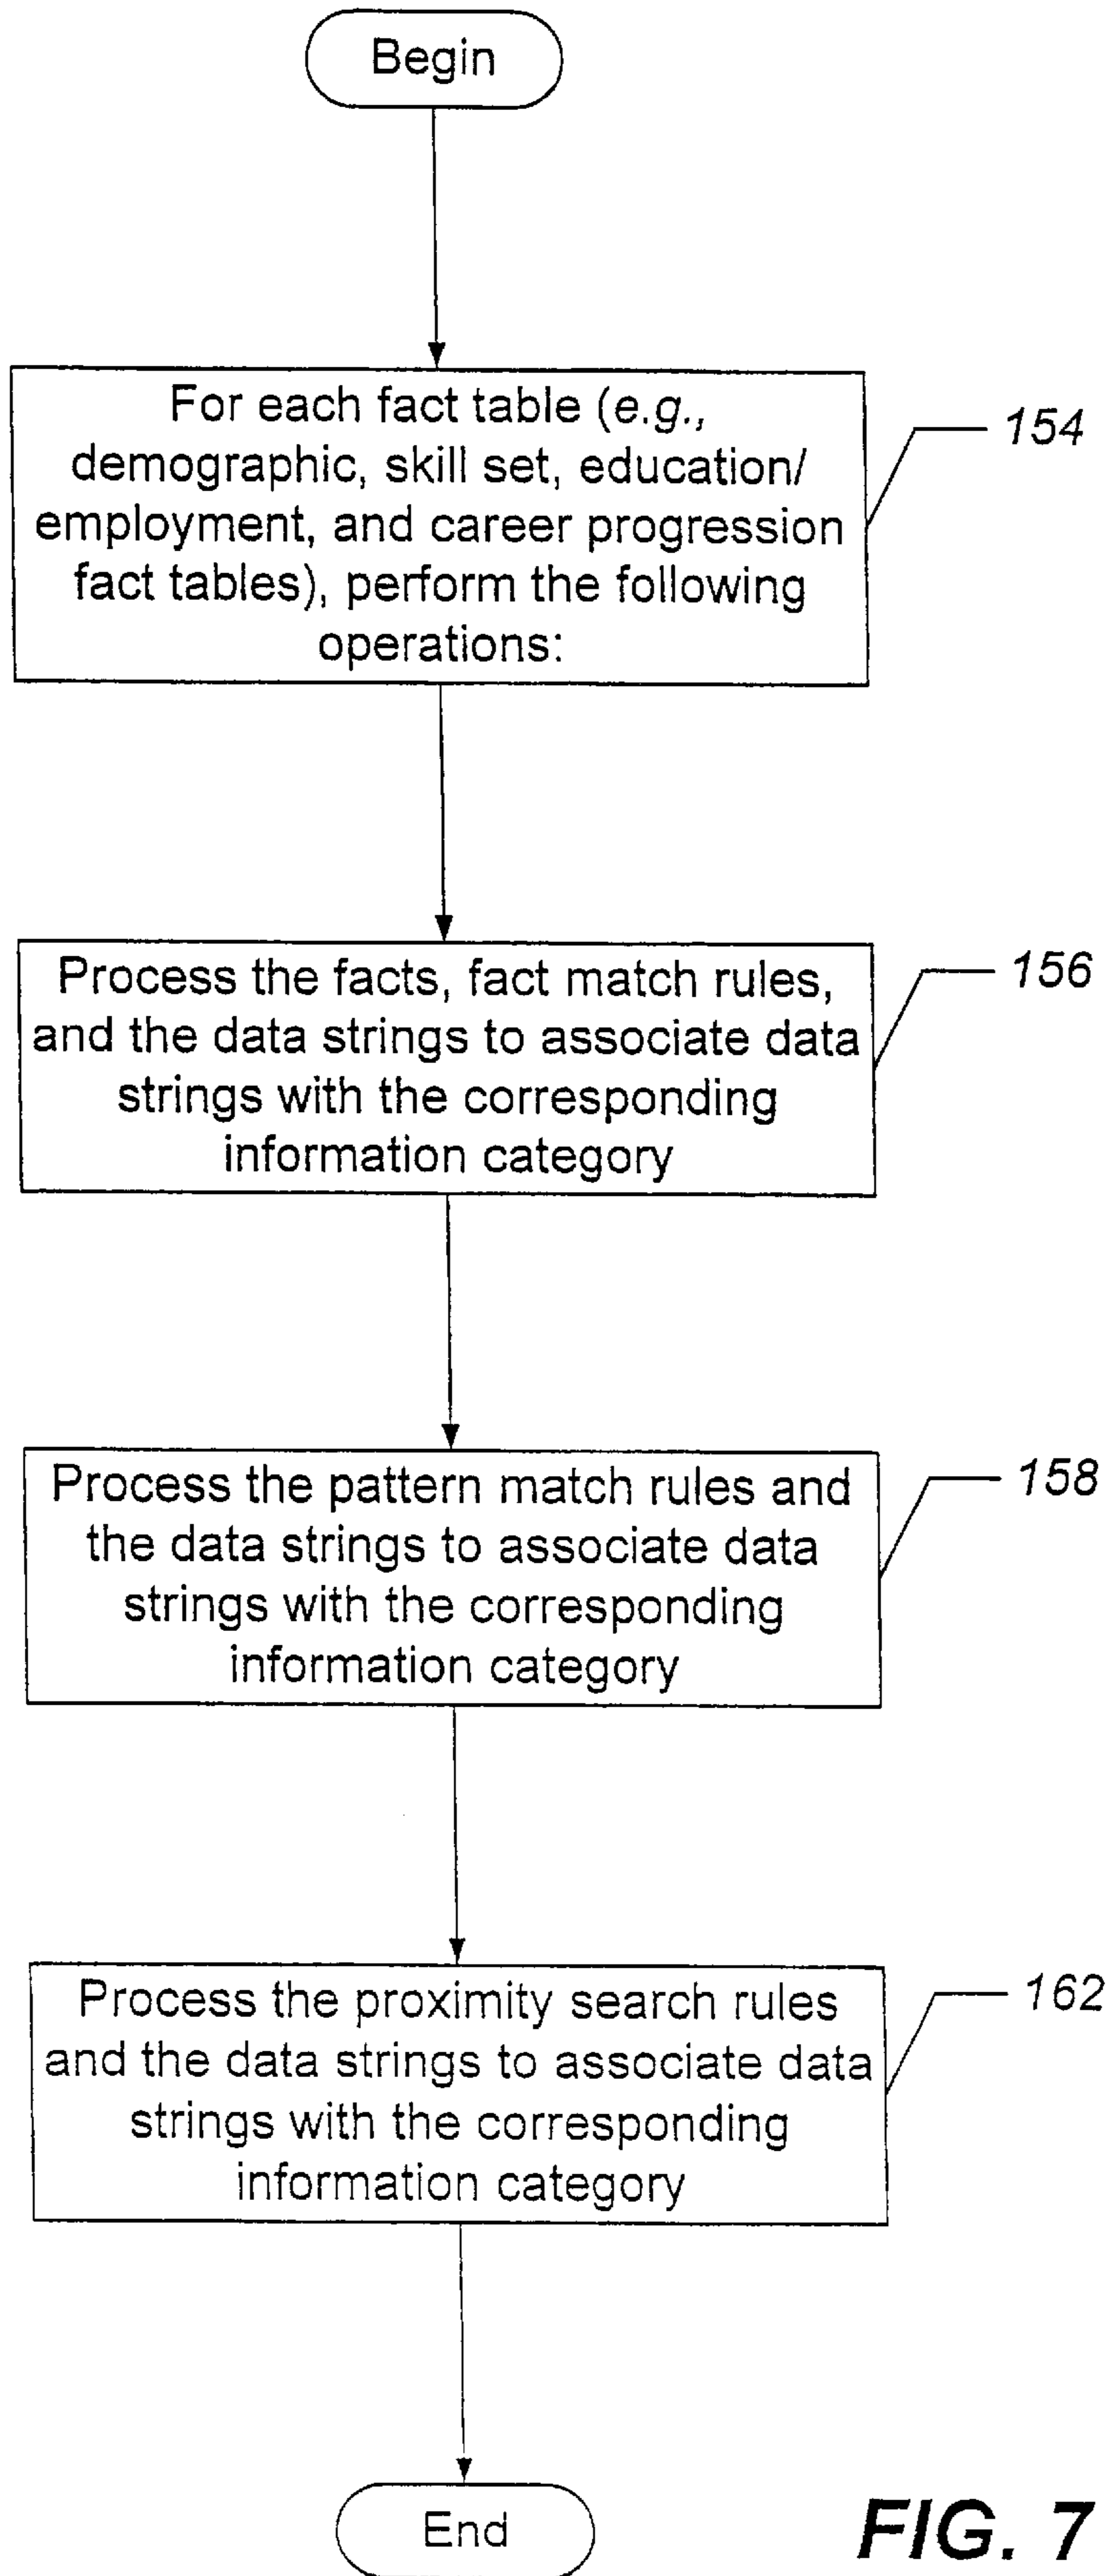 Begin
For each fact table (e.g.,
demographic, skill set, education/
employment, and career progression
fact tables), perform the following
operations:
154
Process the facts, fact match rules,
and the data strings to associate data
strings with the corresponding
information category
156
Process the pattern match rules and
the data strings to associate data
strings with the corresponding
information category
158
Process the proximity search rules
and the data strings to associate data
strings with the corresponding
information category
162
End
FIG. 7